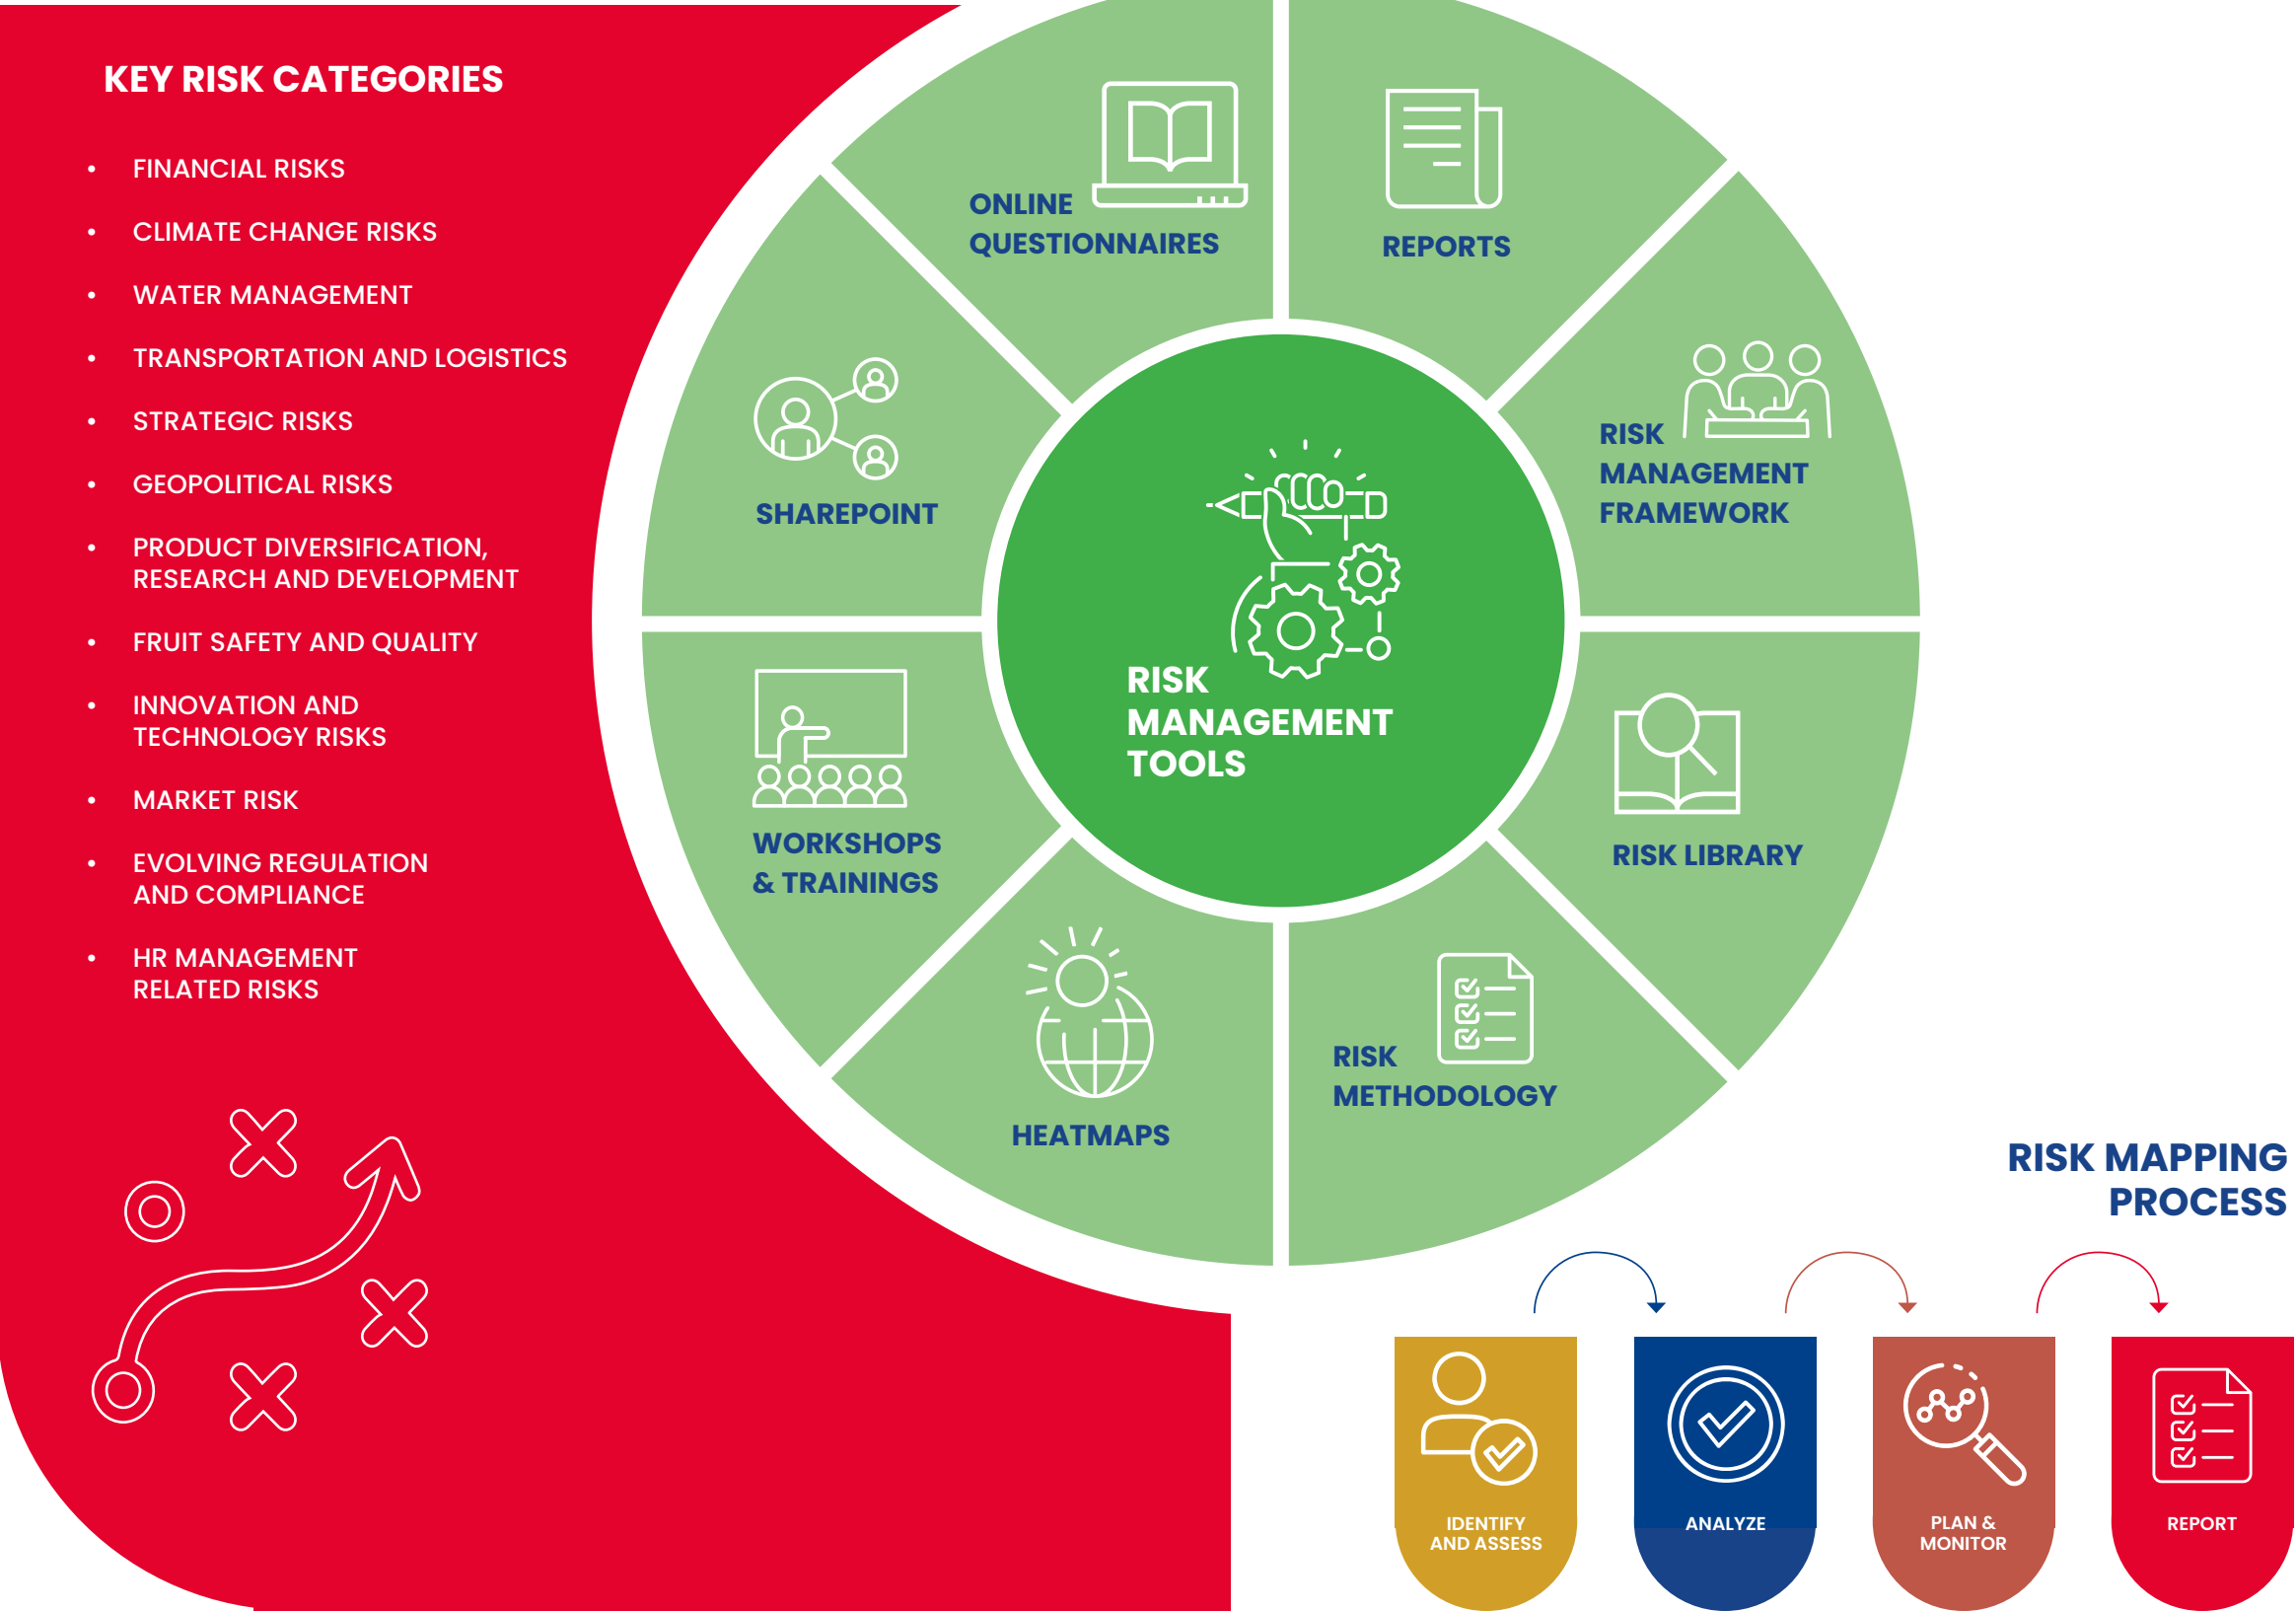 KEY RISK CATEGORIES
• FINANCIAL RISKS
• CLIMATE CHANGE RISKS
• WATER MANAGEMENT
• TRANSPORTATION AND LOGISTICS
• STRATEGIC RISKS
• GEOPOLITICAL RISKS
• PRODUCT DIVERSIFICATION,
RESEARCH AND DEVELOPMENT
• FRUIT SAFETY AND QUALITY
• INNOVATION AND
TECHNOLOGY RISKS
• MARKET RISK
• EVOLVING REGULATION
AND COMPLIANCE
• HR MANAGEMENT
RELATED RISKS
ONLINE
QUESTIONNAIRES
REPORTS
RISK
MANAGEMENT
FRAMEWORK
RISK LIBRARY
RISK
METHODOLOGY
HEATMAPS
WORKSHOPS
& TRAININGS
SHAREPOINT
RISK
MANAGEMENT
TOOLS
RISK MAPPING
PROCESS
IDENTIFY
AND ASSESS
ANALYZE
PLAN &
MONITOR
REPORT